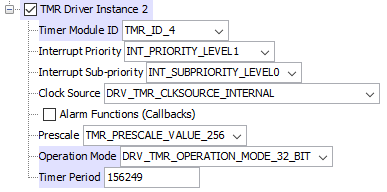 TMR Driver Instance 2
Timer Module ID TMR_ID_4
Interrupt Priority INT_PRIORITY_LEVEL1
Interrupt Sub-priority INT_SUBPRIORITY_LEVEL0
Clock Source DRV_TMR_CLKSOURCE_INTERNAL
Alarm Functions (Callbacks)
Prescale TMR_PRESCALE_VALUE_256
Operation Mode DRV_TMR_OPERATION_MODE_32_BIT
Timer Period 156249